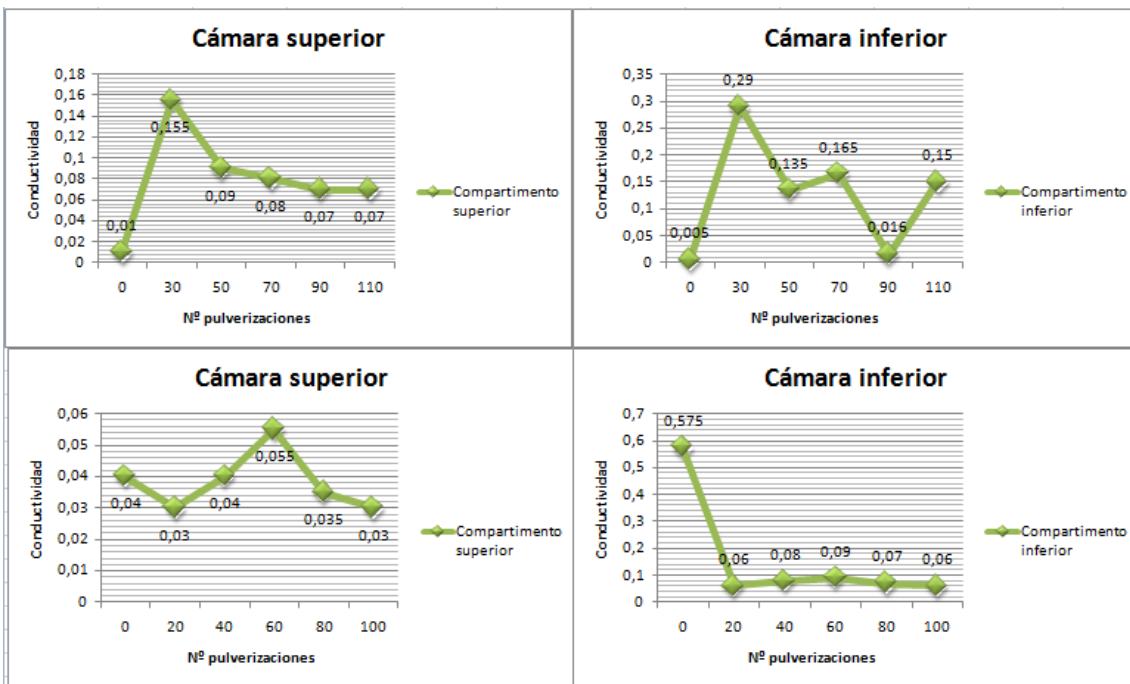 Cámara superior
Conductividad
0,18
0,16
0,14
0,12
0,1
0,08
0,06
0,04
0,02
0
0,01
0,155
0,09
0,08
0,07
0,07
0 30 50 70 90 110
Nº pulverizaciones
Compartimento
superior
Cámara inferior
Conductividad
0,35
0,3
0,25
0,2
0,15
0,1
0,05
0
0,005
0,29
0,135
0,165
0,016
0,15
0 30 50 70 90 110
Nº pulverizaciones
Compartimento
inferior
Cámara superior
Conductividad
0,06
0,05
0,04
0,03
0,02
0,01
0
0,04
0,03
0,04
0,055
0,035
0,03
0 20 40 60 80 100
Nº pulverizaciones
Compartimento
superior
Cámara inferior
Conductividad
0,7
0,6
0,5
0,4
0,3
0,2
0,1
0
0,575
0,06
0,08
0,09
0,07
0,06
0 20 40 60 80 100
Nº pulverizaciones
Compartimento
inferior